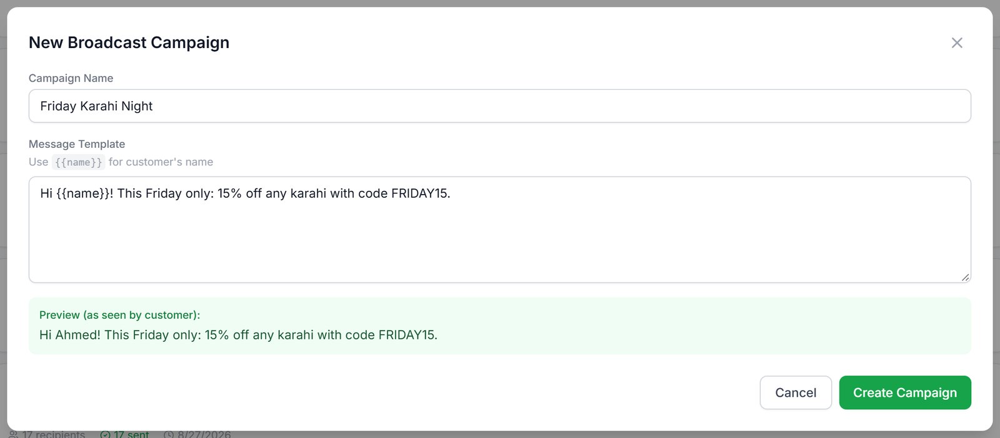 New Broadcast Campaign
Campaign Name
Friday Karahi Night
Message Template
Use {{name}} for customer's name
Hi {{name}}! This Friday only: 15% off any karahi with code FRIDAY15.
Preview (as seen by customer):
Hi Ahmed! This Friday only: 15% off any karahi with code FRIDAY15.
Cancel
Create Campaign
17 recipients 17 sent 8/27/2026